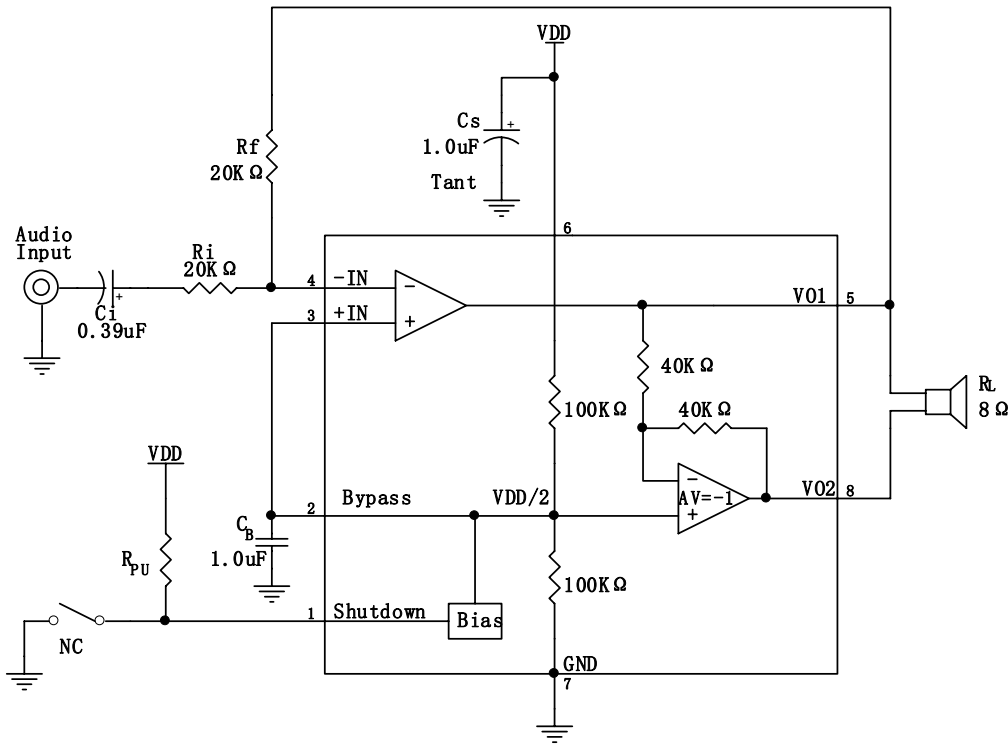 VDD
Cs
+
1.0uF
Tant
Rf
20KΩ
6
Audio
Input
Ri
20KΩ
4
-IN
−
VO1
5
+
Ci
0.39uF
3
+IN
+
40KΩ
RL
8Ω
100KΩ
40KΩ
VDD
−
AV=-1
+
VO2
8
2
Bypass
VDD/2
CB
1.0uF
RPU
100KΩ
1
Shutdown
Bias
NC
GND
7